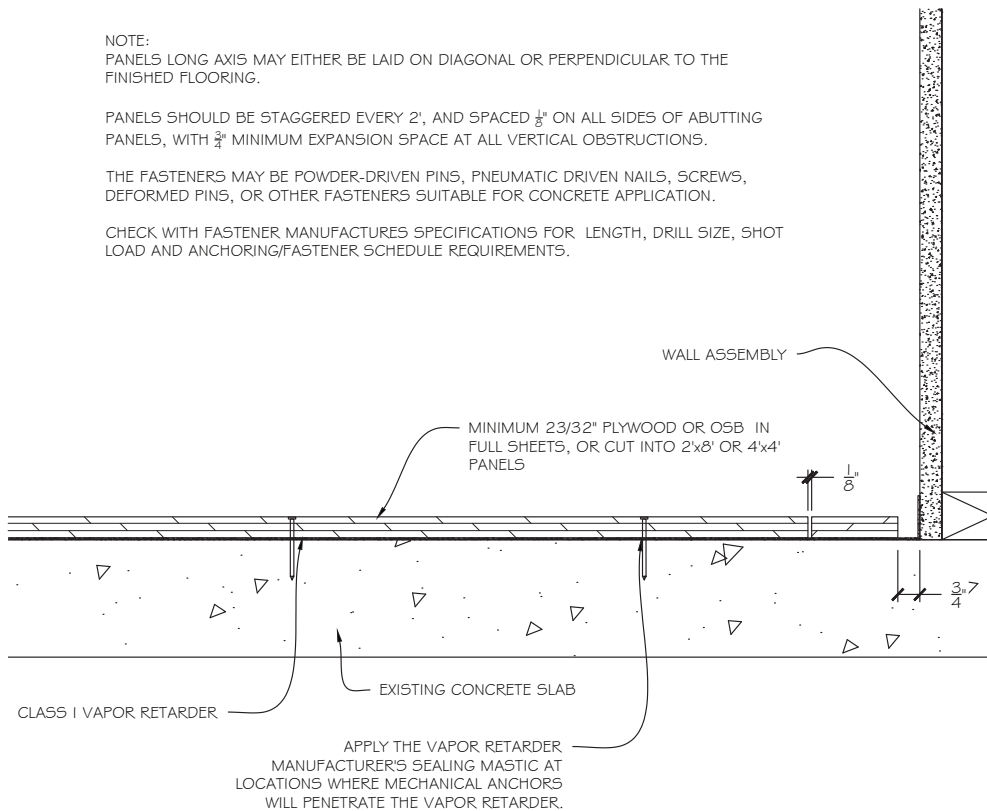 NOTE:
PANELS LONG AXIS MAY EITHER BE LAID ON DIAGONAL OR PERPENDICULAR TO THE
FINISHED FLOORING.
PANELS SHOULD BE STAGGERED EVERY 2', AND SPACED 1/8" ON ALL SIDES OF ABUTTING
PANELS, WITH 3/4" MINIMUM EXPANSION SPACE AT ALL VERTICAL OBSTRUCTIONS.
THE FASTENERS MAY BE POWDER-DRIVEN PINS, PNEUMATIC DRIVEN NAILS, SCREWS,
DEFORMED PINS, OR OTHER FASTENERS SUITABLE FOR CONCRETE APPLICATION.
CHECK WITH FASTENER MANUFACTURES SPECIFICATIONS FOR LENGTH, DRILL SIZE, SHOT
LOAD AND ANCHORING/FASTENER SCHEDULE REQUIREMENTS.
WALL ASSEMBLY
MINIMUM 23/32" PLYWOOD OR OSB IN
FULL SHEETS, OR CUT INTO 2'x8' OR 4'x4'
PANELS
1/8"
3/4"
EXISTING CONCRETE SLAB
CLASS I VAPOR RETARDER
APPLY THE VAPOR RETARDER
MANUFACTURER'S SEALING MASTIC AT
LOCATIONS WHERE MECHANICAL ANCHORS
WILL PENETRATE THE VAPOR RETARDER.